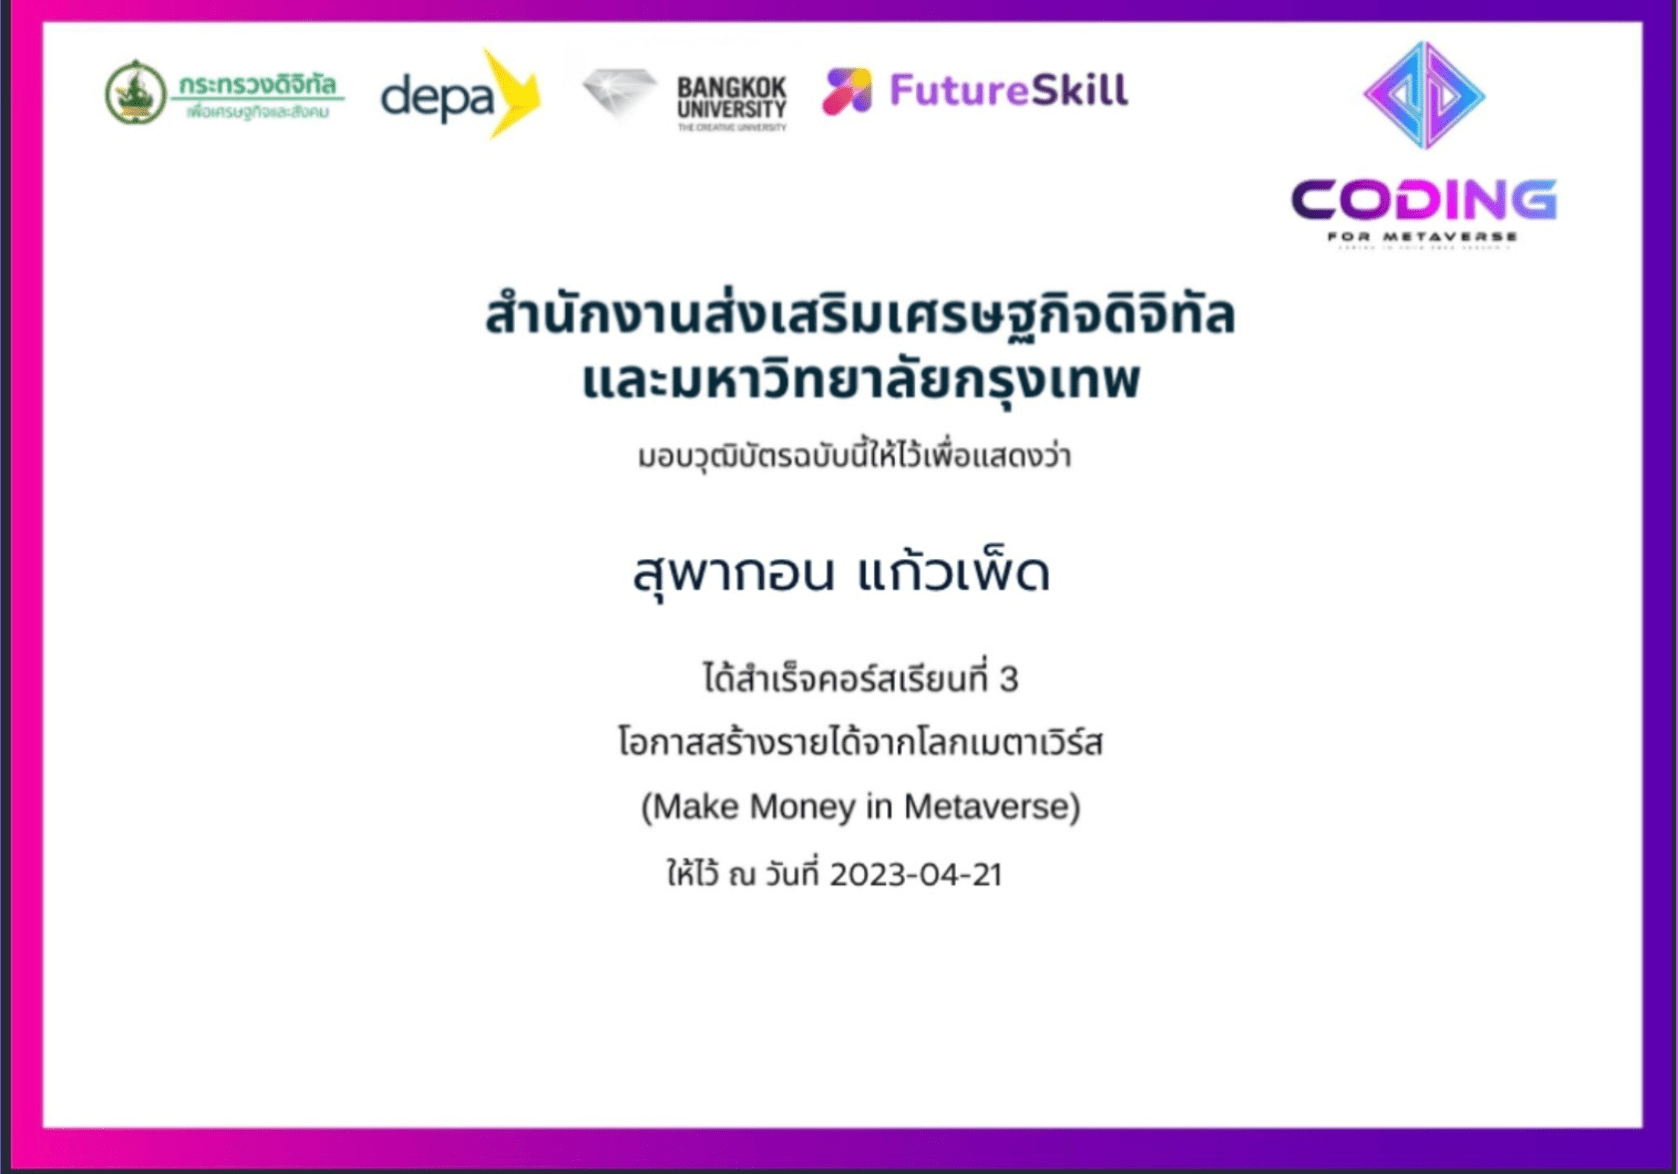 กระทรวงดิจิทัล
เพื่อเศรษฐกิจและสังคม
depa
BANGKOK
UNIVERSITY
THE CREATIVE UNIVERSITY
FutureSkill
CODING
FOR METAVERSE
สำนักงานส่งเสริมเศรษฐกิจดิจิทัล
และมหาวิทยาลัยกรุงเทพ
มอบวุฒิบัตรฉบับนี้ให้ไว้เพื่อแสดงว่า
สุพากอน แก้วเพ็ด
ได้สำเร็จคอร์สเรียนที่ 3
โอกาสสร้างรายได้จากโลกเมตาเวิร์ส
(Make Money in Metaverse)
ให้ไว้ ณ วันที่ 2023-04-21